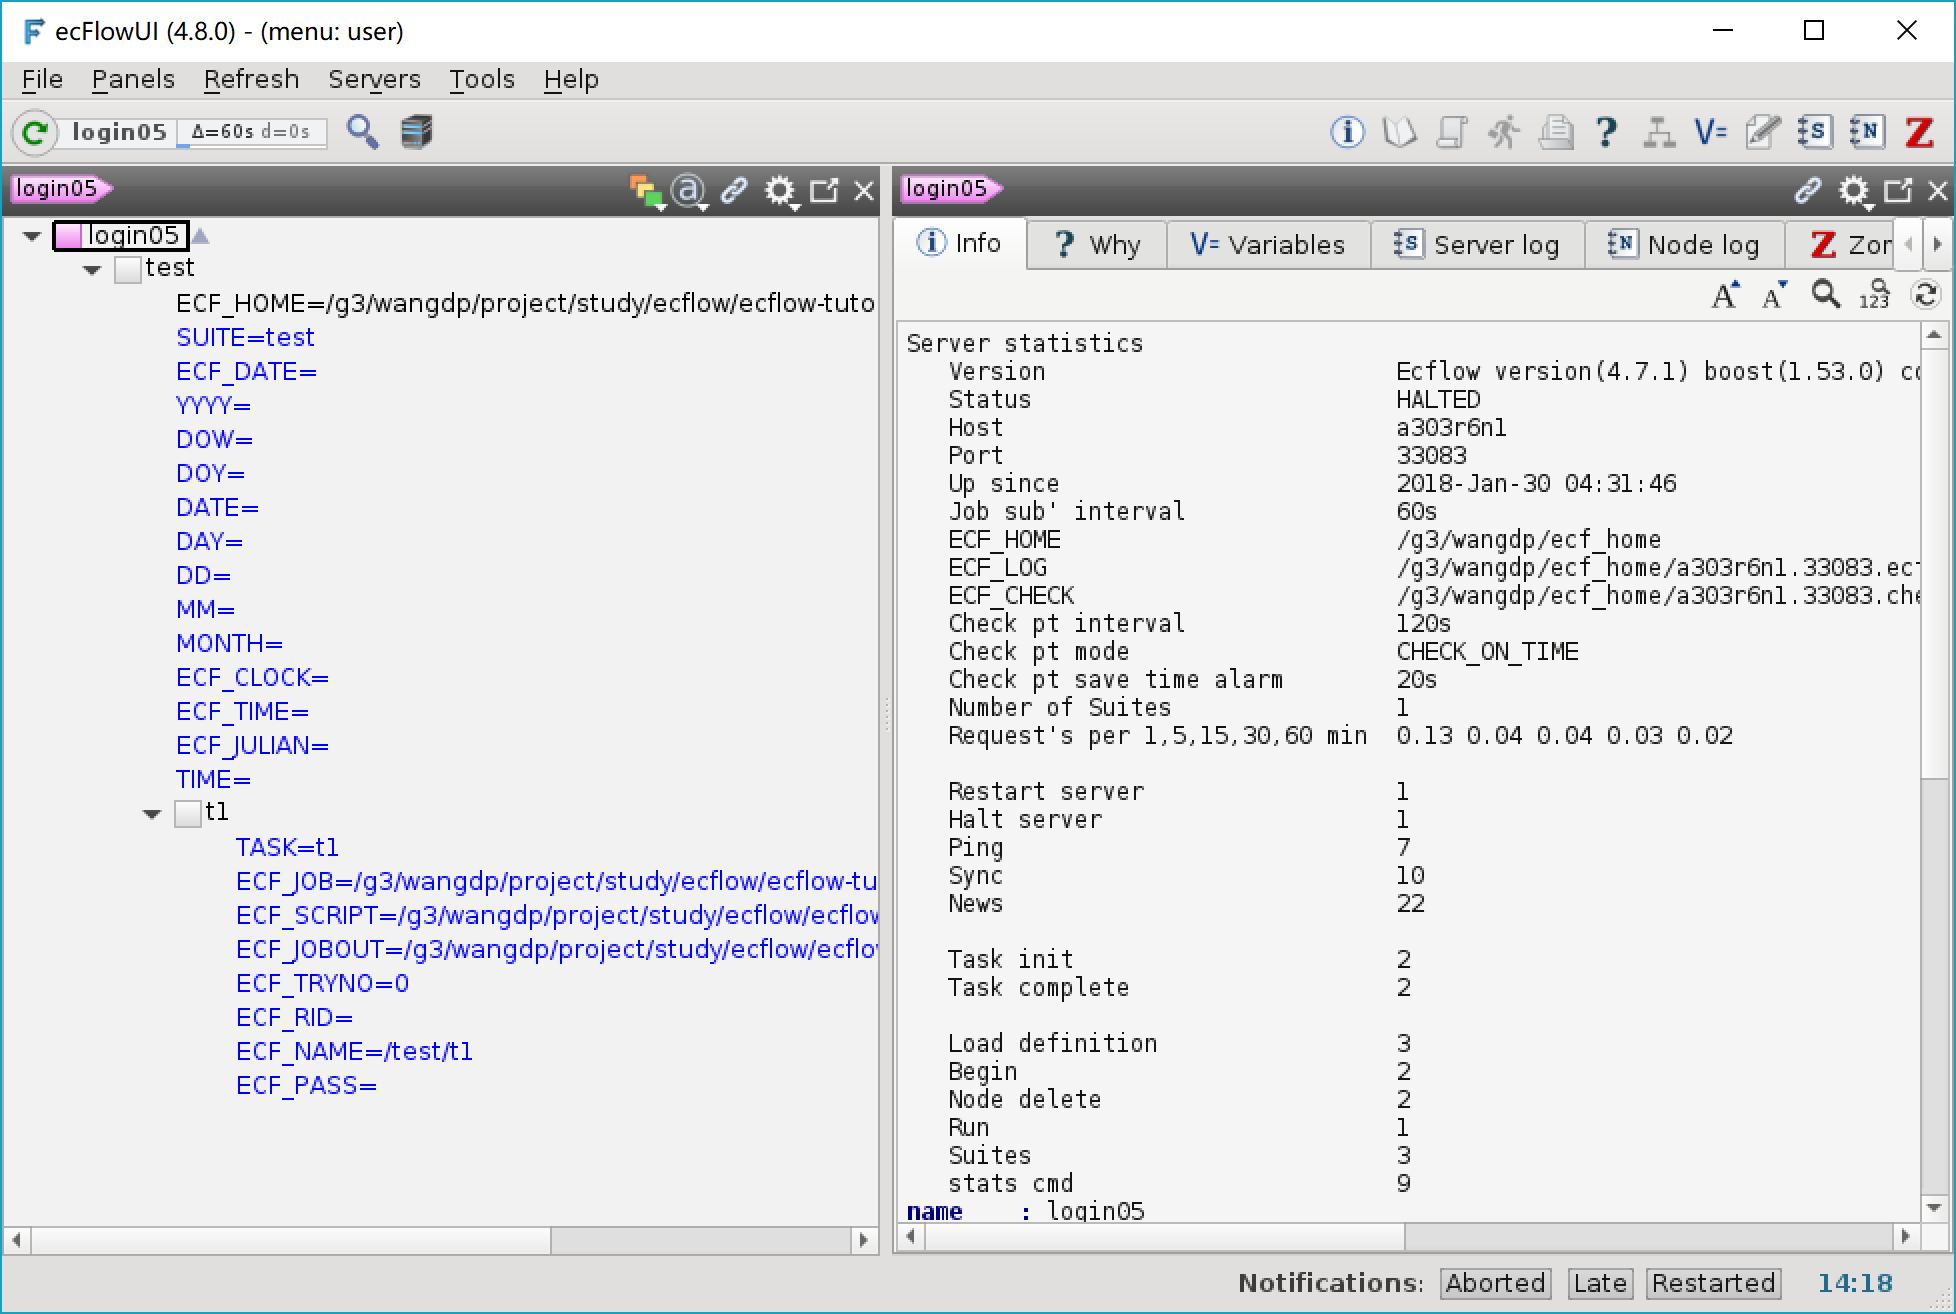 ecFlowUI (4.8.0) - (menu: user)
File Panels Refresh Servers Tools Help
login05 Δ=60s d=0s
login05
login05
test
ECF_HOME=/g3/wangdp/project/study/ecflow/ecflow-tuto
SUITE=test
ECF_DATE=
YYYY=
DOW=
DOY=
DATE=
DAY=
DD=
MM=
MONTH=
ECF_CLOCK=
ECF_TIME=
ECF_JULIAN=
TIME=
t1
TASK=t1
ECF_JOB=/g3/wangdp/project/study/ecflow/ecflow-tu
ECF_SCRIPT=/g3/wangdp/project/study/ecflow/ecflow
ECF_JOBOUT=/g3/wangdp/project/study/ecflow/ecflo
ECF_TRYNO=0
ECF_RID=
ECF_NAME=/test/t1
ECF_PASS=
login05
Info Why Variables Server log Node log Zor
Server statistics
Version Ecflow version(4.7.1) boost(1.53.0) co
Status HALTED
Host a303r6n1
Port 33083
Up since 2018-Jan-30 04:31:46
Job sub' interval 60s
ECF_HOME /g3/wangdp/ecf_home
ECF_LOG /g3/wangdp/ecf_home/a303r6n1.33083.ecf
ECF_CHECK /g3/wangdp/ecf_home/a303r6n1.33083.che
Check pt interval 120s
Check pt mode CHECK_ON_TIME
Check pt save time alarm 20s
Number of Suites 1
Request's per 1,5,15,30,60 min 0.13 0.04 0.04 0.03 0.02
Restart server 1
Halt server 1
Ping 7
Sync 10
News 22
Task init 2
Task complete 2
Load definition 3
Begin 2
Node delete 2
Run 1
Suites 3
stats cmd 9
name : login05
Notifications: Aborted Late Restarted 14:18